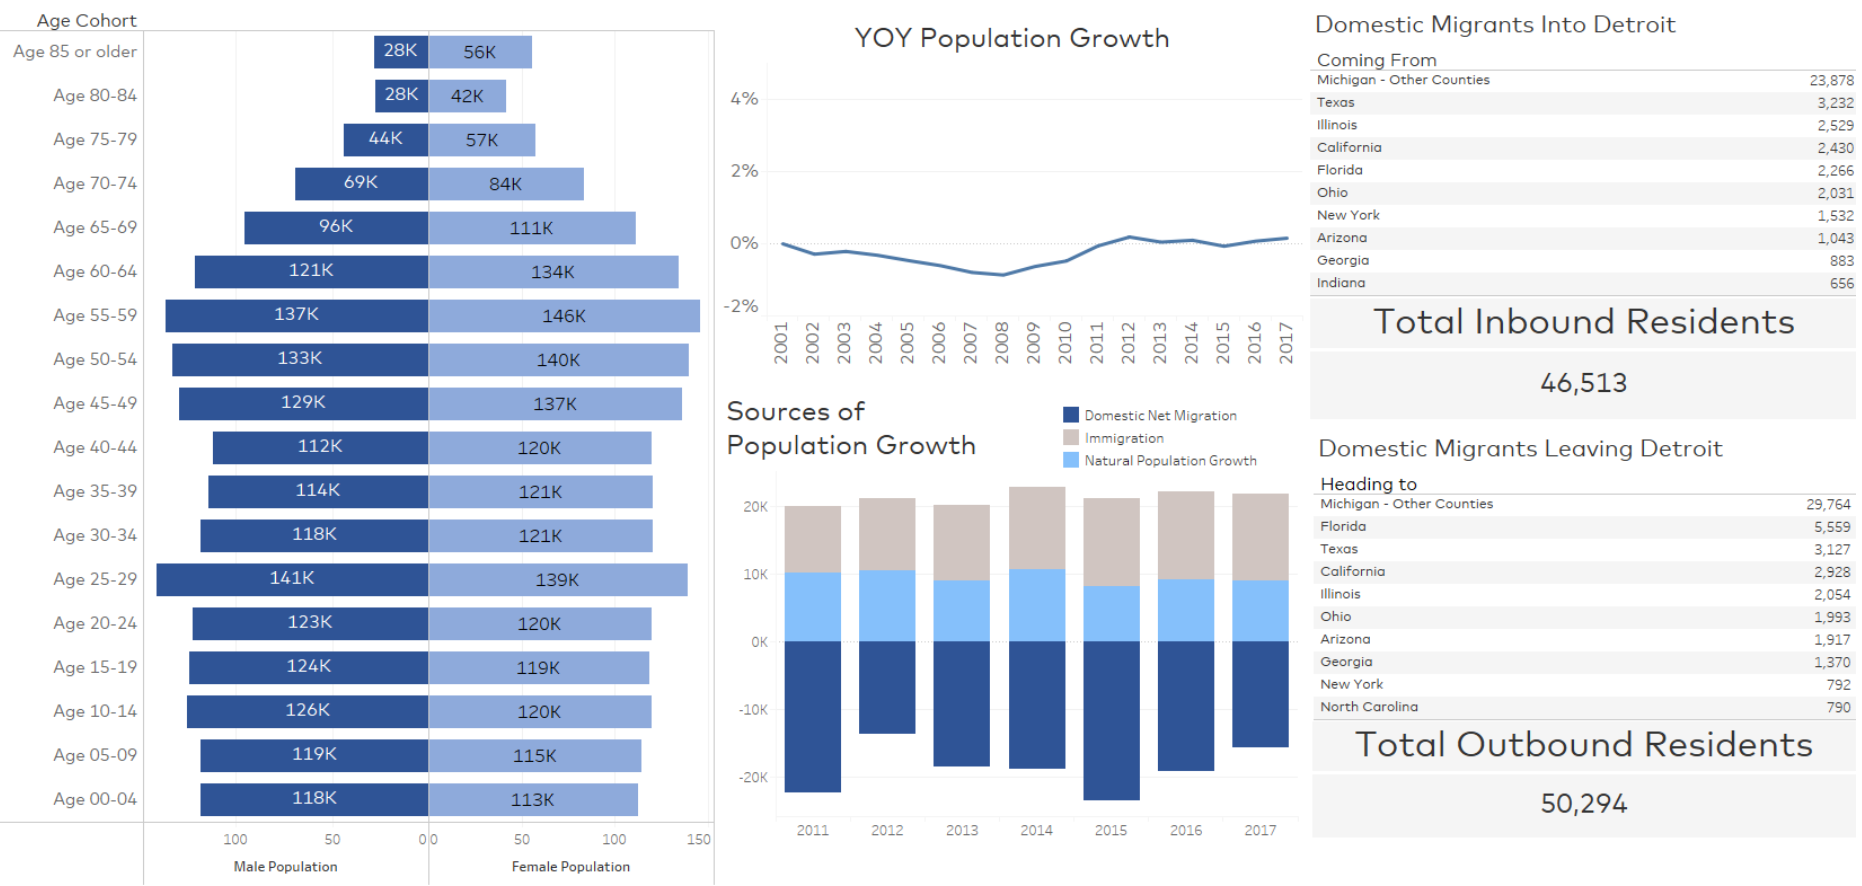 Age Cohort
Age 85 or older 28K 56K
Age 80-84 28K 42K
Age 75-79 44K 57K
Age 70-74 69K 84K
Age 65-69 96K 111K
Age 60-64 121K 134K
Age 55-59 137K 146K
Age 50-54 133K 140K
Age 45-49 129K 137K
Age 40-44 112K 120K
Age 35-39 114K 121K
Age 30-34 118K 121K
Age 25-29 141K 139K
Age 20-24 123K 120K
Age 15-19 124K 119K
Age 10-14 126K 120K
Age 05-09 119K 115K
Age 00-04 118K 113K
100 50 0 0 50 100 150
Male Population Female Population
YOY Population Growth
4%
2%
0%
-2%
2001 2002 2003 2004 2005 2006 2007 2008 2009 2010 2011 2012 2013 2014 2015 2016 2017
Sources of
Population Growth
Domestic Net Migration
Immigration
Natural Population Growth
20K
10K
0K
-10K
-20K
2011 2012 2013 2014 2015 2016 2017
Domestic Migrants Into Detroit
Coming From
Michigan - Other Counties 23,878
Texas 3,232
Illinois 2,529
California 2,430
Florida 2,266
Ohio 2,031
New York 1,532
Arizona 1,043
Georgia 883
Indiana 656
Total Inbound Residents
46,513
Domestic Migrants Leaving Detroit
Heading to
Michigan - Other Counties 29,764
Florida 5,559
Texas 3,127
California 2,928
Illinois 2,054
Ohio 1,993
Arizona 1,917
Georgia 1,370
New York 792
North Carolina 790
Total Outbound Residents
50,294